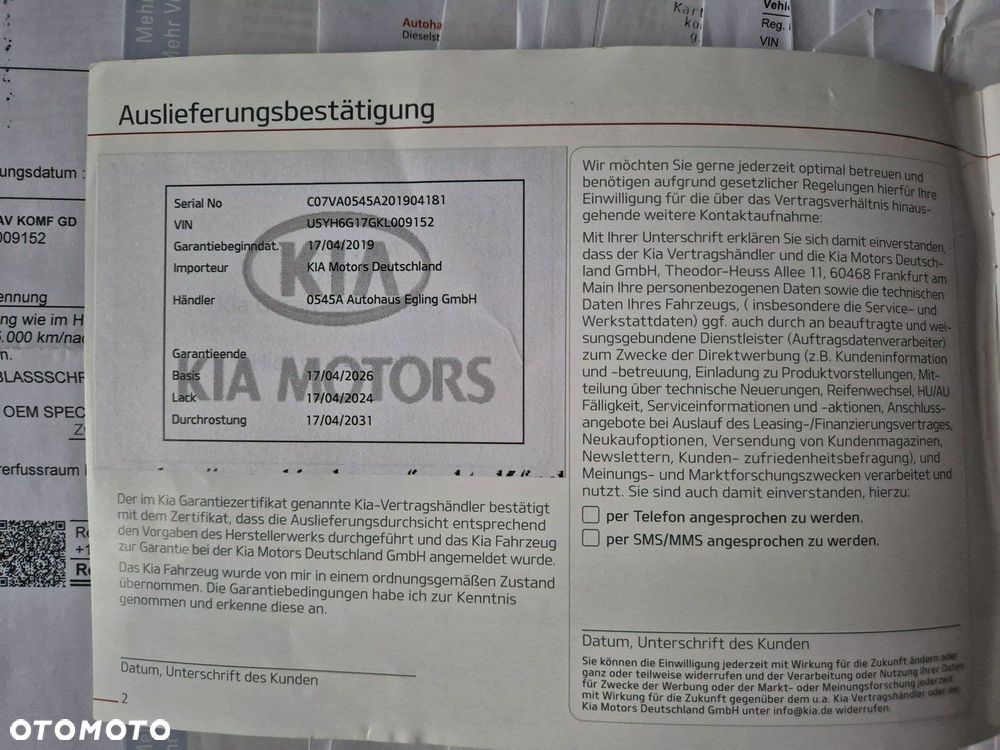 Mehr
Mehr V
Autoha
Dieselst
Kart
ko
g
Vehi
Reg.
VIN
ungsdatum :
AV KOMF GD
009152
ennung
ng wie im H
5.000 km/nac
m.
BLASSSCHF
OEM SPEC
rerfussraum
Auslieferungsbestätigung
Serial No C07VA0545A201904181
VIN U5YH6G17GKL009152
Garantiebeginndat. 17/04/2019
Importeur KIA Motors Deutschland
Händler 0545A Autohaus Egling GmbH
KIA
Garantieende
KIA MOTORS
Basis 17/04/2026
Lack 17/04/2024
Durchrostung 17/04/2031
Der im Kia Garantiezertifikat genannte Kia-Vertragshändler bestätigt
mit dem Zertifikat, dass die Auslieferungsdurchsicht entsprechend
den Vorgaben des Herstellerwerks durchgeführt und das Kia Fahrzeug
zur Garantie bei der Kia Motors Deutschland GmbH angemeldet wurde.
Das Kia Fahrzeug wurde von mir in einem ordnungsgemäßen Zustand
übernommen. Die Garantiebedingungen habe ich zur Kenntnis
genommen und erkenne diese an.
Datum, Unterschrift des Kunden
2
Wir möchten Sie gerne jederzeit optimal betreuen und
benötigen aufgrund gesetzlicher Regelungen hierfür Ihre
Einwilligung für die über das Vertragsverhältnis hinaus-
gehende weitere Kontaktaufnahme:
Mit Ihrer Unterschrift erklären Sie sich damit einverstanden,
dass der Kia Vertragshändler und die Kia Motors Deutsch-
land GmbH, Theodor-Heuss Allee 11, 60468 Frankfurt am
Main Ihre personenbezogenen Daten sowie die technischen
Daten Ihres Fahrzeugs, ( insbesondere die Service- und
Werkstattdaten) ggf. auch durch an beauftragte und wei-
sungsgebundene Dienstleister (Auftragsdatenverarbeiter)
zum Zwecke der Direktwerbung (z.B. Kundeninformation
und -betreuung, Einladung zu Produktvorstellungen, Mit-
teilung über technische Neuerungen, Reifenwechsel, HU/AU
Fälligkeit, Serviceinformationen und -aktionen, Anschluss-
angebote bei Auslauf des Leasing-/Finanzierungsvertrages,
Neukaufoptionen, Versendung von Kundenmagazinen,
Newslettern, Kunden- zufriedenheitsbefragung), und
Meinungs- und Marktforschungszwecken verarbeitet und
nutzt. Sie sind auch damit einverstanden, hierzu:
per Telefon angesprochen zu werden.
per SMS/MMS angesprochen zu werden.
Datum, Unterschrift des Kunden
Sie können die Einwilligung jederzeit mit Wirkung für die Zukunft ändern oder
ganz oder teilweise widerrufen und der Verarbeitung oder Nutzung Ihrer Daten
für Zwecke der Werbung oder der Markt- oder Meinungsforschung jederzeit
mit Wirkung für die Zukunft gegenüber dem u.a. Kia Vertragshändler oder der
Kia Motors Deutschland GmbH unter info@kia.de widerrufen.
OTOMOTO